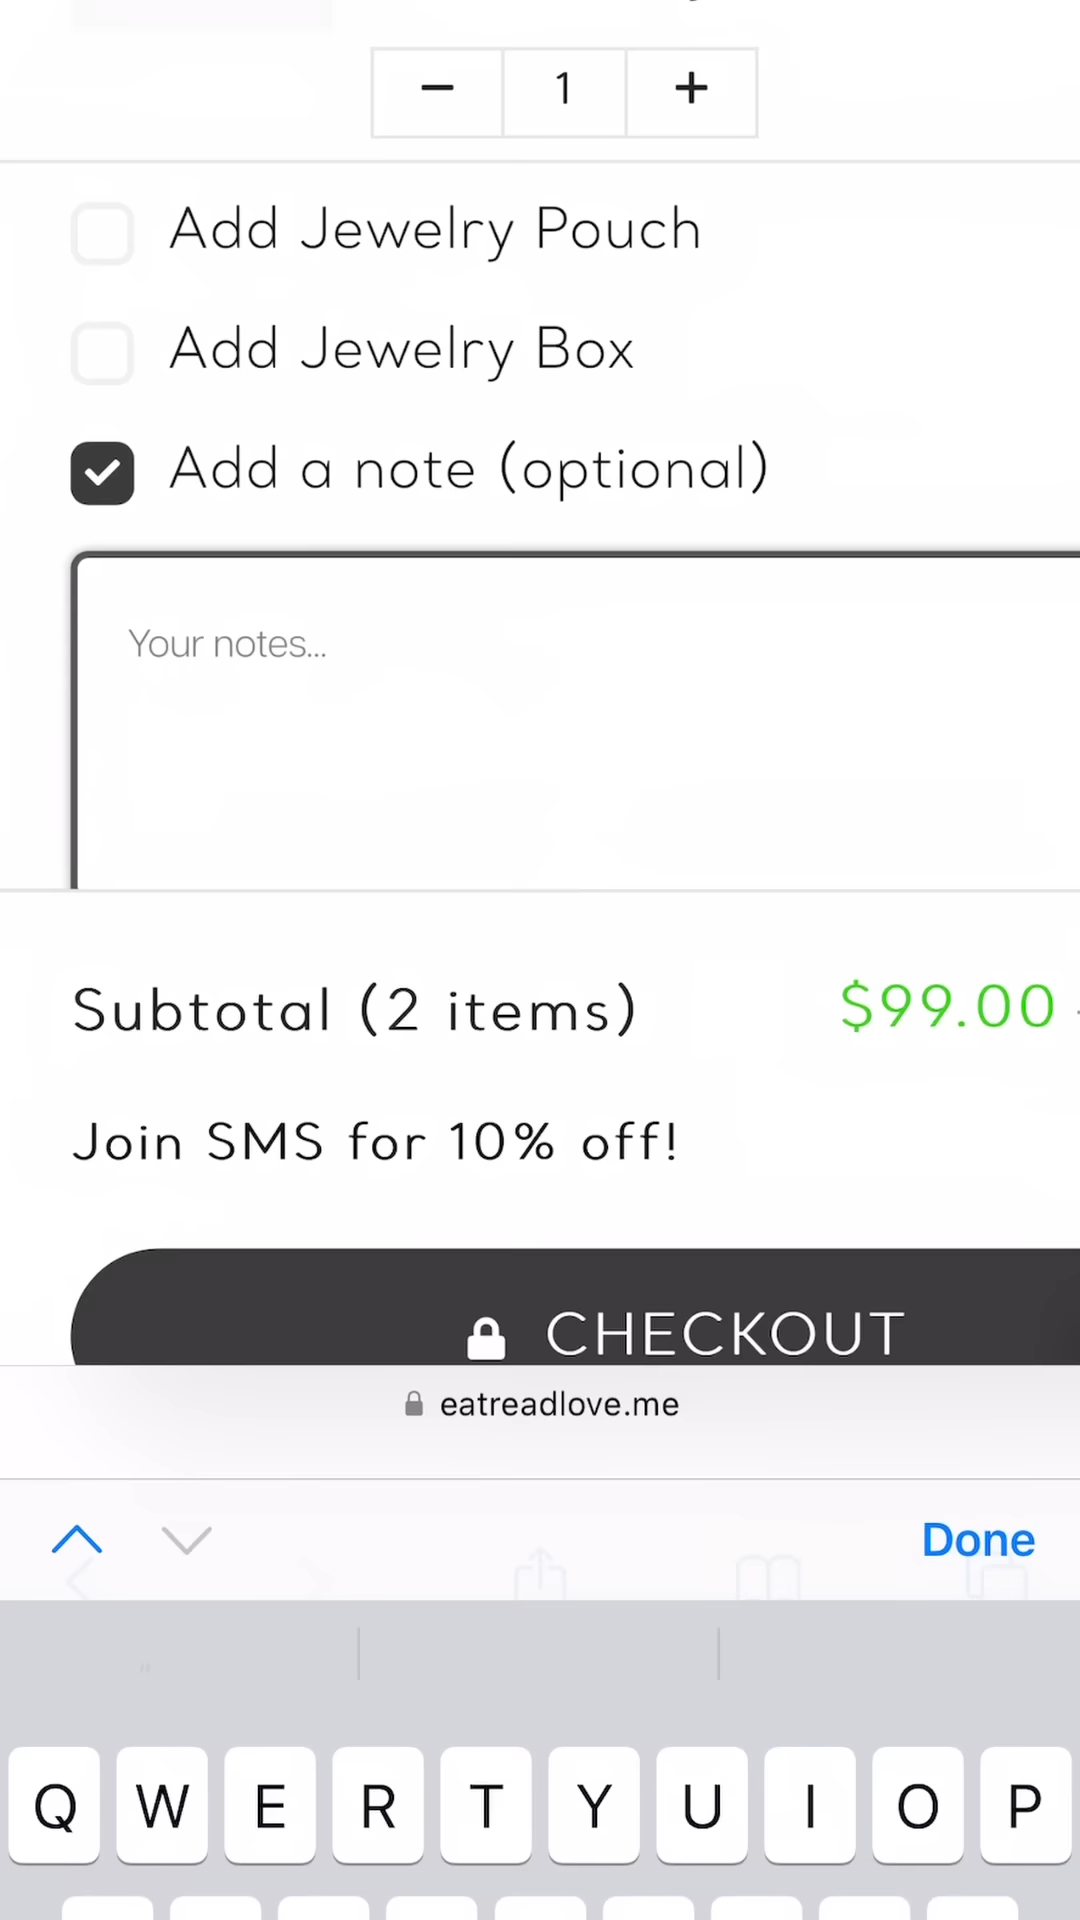 − 1 +
Add Jewelry Pouch
Add Jewelry Box
Add a note (optional)
Your notes...
Subtotal (2 items) $99.00
Join SMS for 10% off!
CHECKOUT
eatreadlove.me
Done
Q W E R T Y U I O P